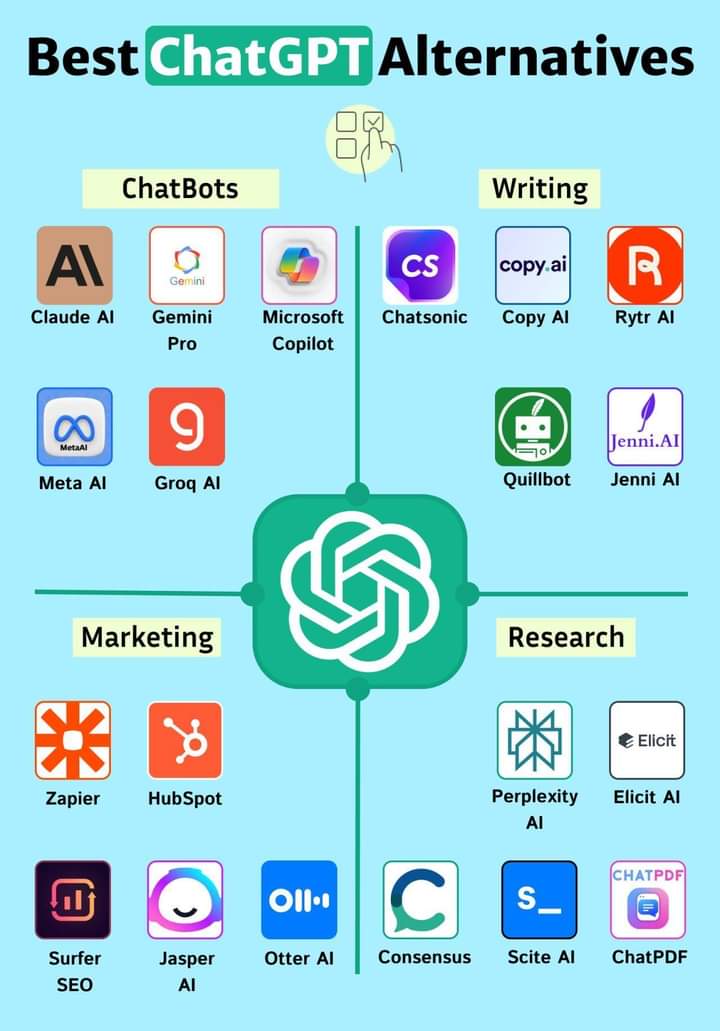 Best ChatGPT Alternatives
ChatBots
AI
Claude AI
Gemini
Gemini
Pro
Microsoft
Copilot
MetaAI
Meta AI
Groq AI
Writing
CS
Chatsonic
copy.ai
Copy AI
R
Rytr AI
Quillbot
Jenni.AI
Jenni AI
Marketing
Zapier
HubSpot
Surfer
SEO
Jasper
AI
Otter AI
Research
Perplexity
AI
Elicit
Elicit AI
C
Consensus
s_
Scite AI
CHATPDF
ChatPDF